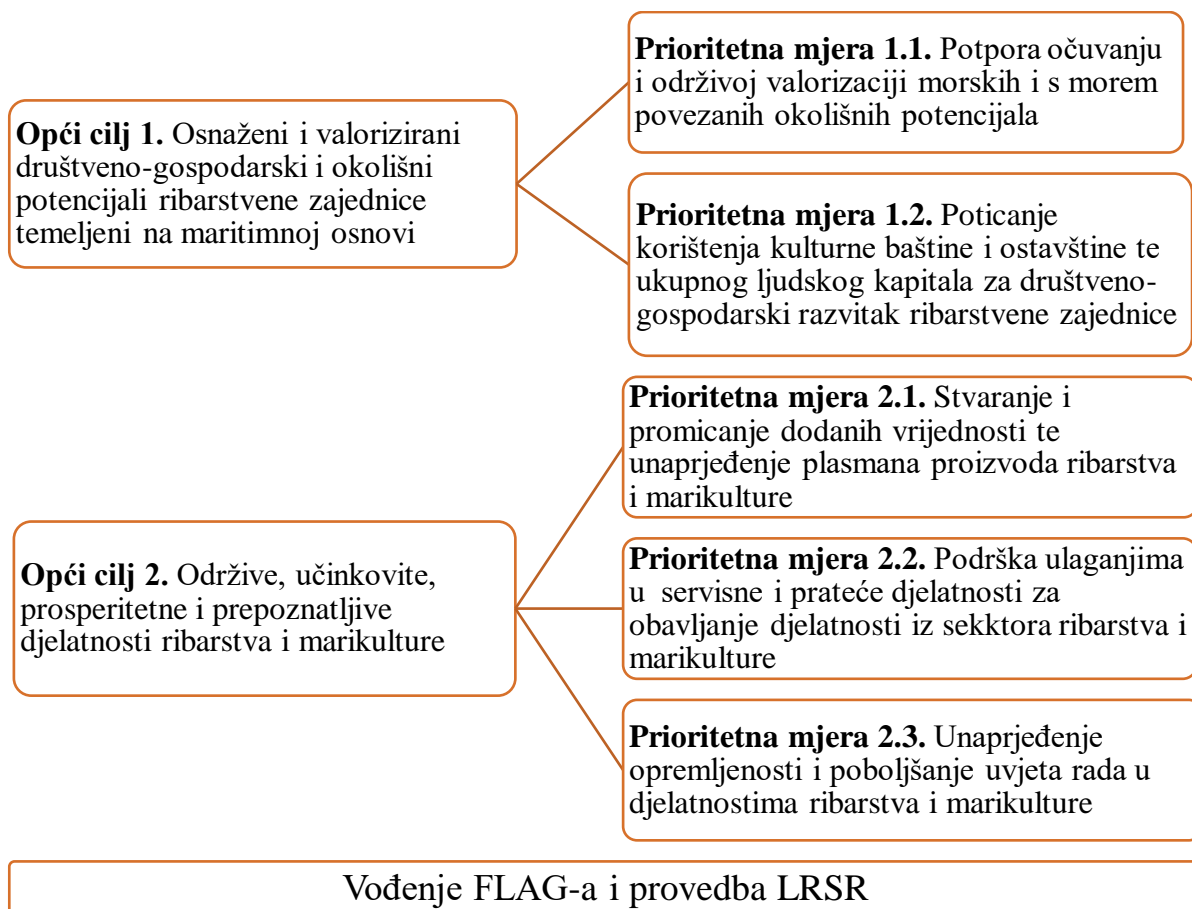 Opći cilj 1. Osnaženi i valorizirani
društveno-gospodarski i okolišni
potencijali ribarstvene zajednice
temeljeni na maritimnoj osnovi
Prioritetna mjera 1.1. Potpora očuvanju
i održivoj valorizaciji morskih i s morem
povezanih okolišnih potencijala
Prioritetna mjera 1.2. Poticanje
korištenja kulturne baštine i ostavštine te
ukupnog ljudskog kapitala za društveno-
gospodarski razvitak ribarstvene zajednice
Opći cilj 2. Održive, učinkovite,
prosperitetne i prepoznatljive
djelatnosti ribarstva i marikulture
Prioritetna mjera 2.1. Stvaranje i
promicanje dodanih vrijednosti te
unaprjeđenje plasmana proizvoda ribarstva
i marikulture
Prioritetna mjera 2.2. Podrška ulaganjima
u servisne i prateće djelatnosti za
obavljanje djelatnosti iz sekktora ribarstva i
marikulture
Prioritetna mjera 2.3. Unaprjeđenje
opremljenosti i poboljšanje uvjeta rada u
djelatnostima ribarstva i marikulture
Vođenje FLAG-a i provedba LRSR